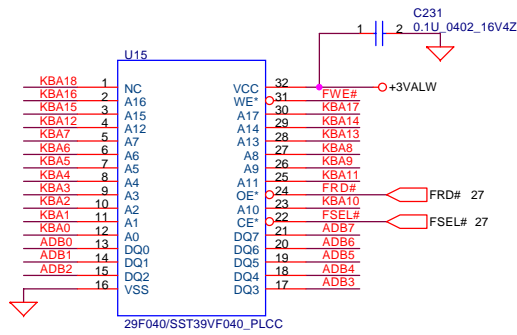 C231
1 2 0.1U_0402_16V4Z
U15
KBA18 1 NC VCC 32 +3VALW
KBA16 2 A16 WE* 31 FWE#
KBA15 3 A15 A17 30 KBA17
KBA12 4 A12 A14 29 KBA14
KBA7 5 A7 A13 28 KBA13
KBA6 6 A6 A8 27 KBA8
KBA5 7 A5 A9 26 KBA9
KBA4 8 A4 A11 25 KBA11
KBA3 9 A3 OE* 24 FRD# FRD# 27
KBA2 10 A2 A10 23 KBA10
KBA1 11 A1 CE* 22 FSEL# FSEL# 27
KBA0 12 A0 DQ7 21 ADB7
ADB0 13 DQ0 DQ6 20 ADB6
ADB1 14 DQ1 DQ5 19 ADB5
ADB2 15 DQ2 DQ4 18 ADB4
16 VSS DQ3 17 ADB3
29F040/SST39VF040_PLCC